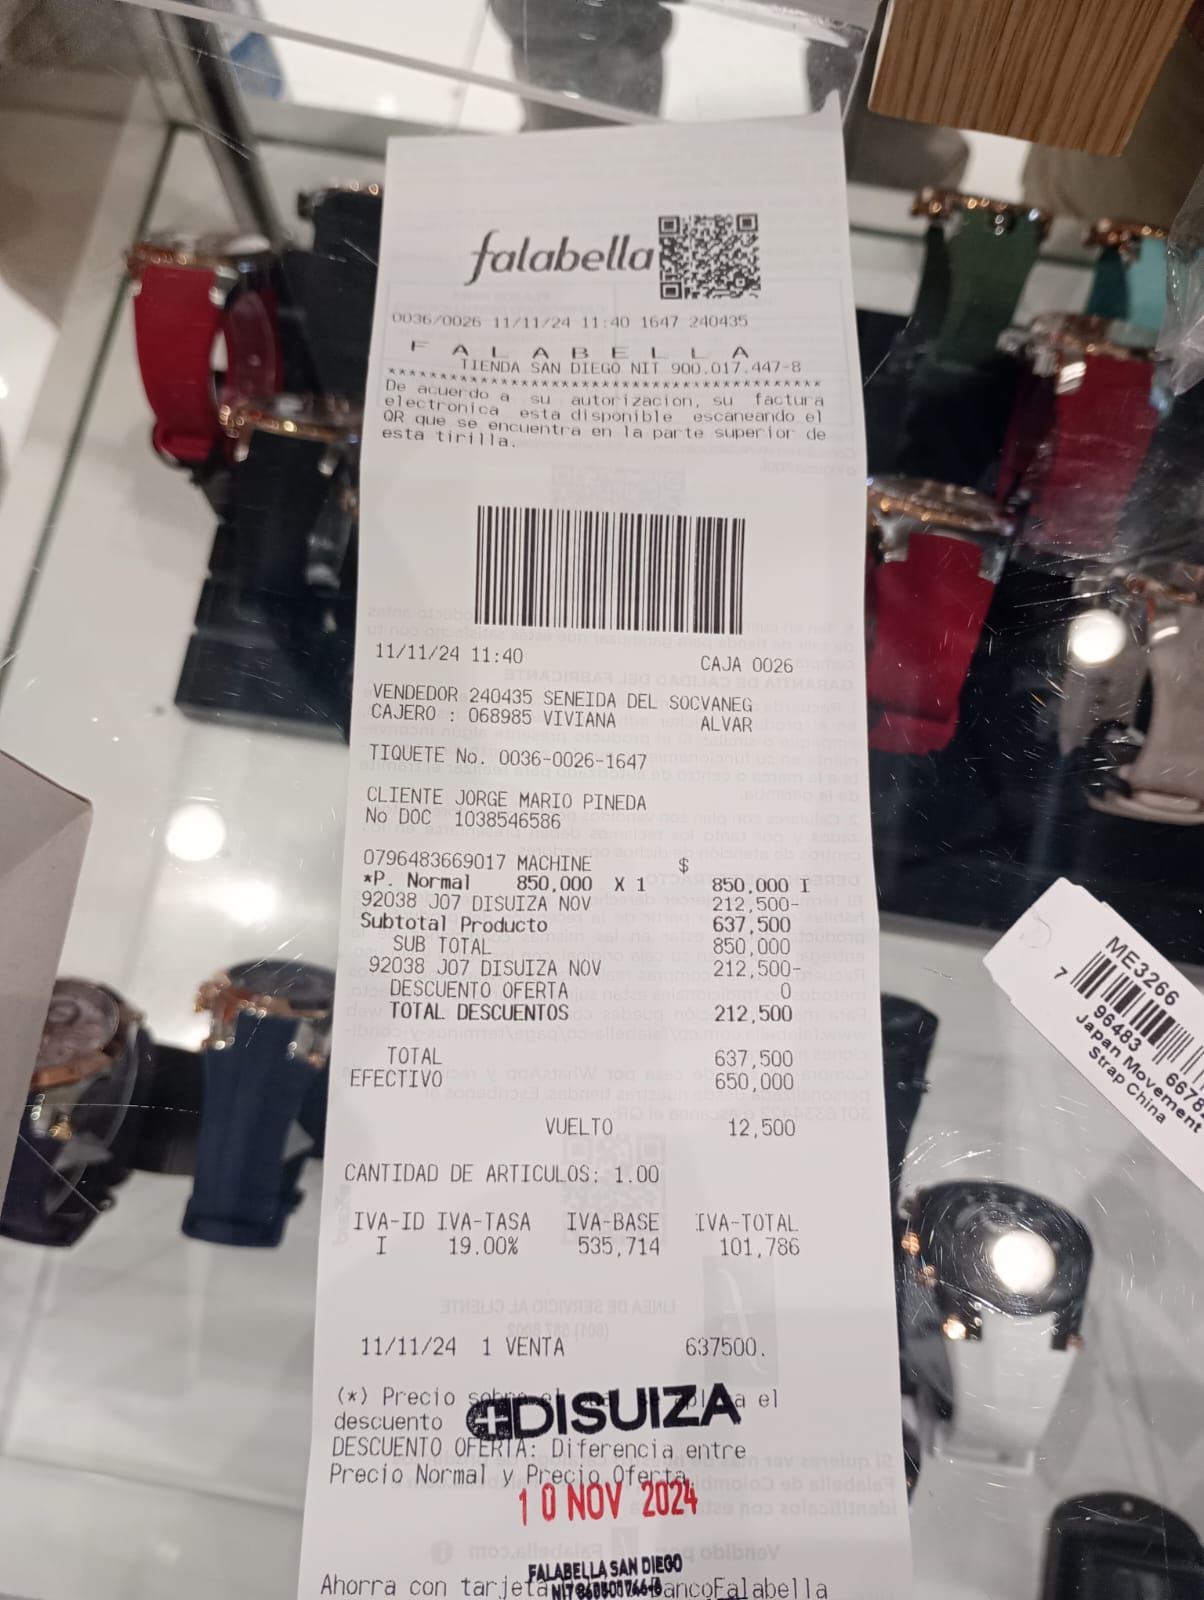 falabella
0036/0026 11/11/24 11:40 1647 240435
F A L A B E L L A
TIENDA SAN DIEGO NIT 900.017.447-8
******************************************
De acuerdo a su autorizacion, su factura
electronica esta disponible escaneando el
QR que se encuentra en la parte superior de
esta tirilla.
11/11/24 11:40 CAJA 0026
VENDEDOR 240435 SENEIDA DEL SOCVANEG
CAJERO : 068985 VIVIANA ALVAR
TIQUETE No. 0036-0026-1647
CLIENTE JORGE MARIO PINEDA
No DOC 1038546586
0796483669017 MACHINE $
*P. Normal 850,000 X 1 850,000 I
92038 J07 DISUIZA NOV 212,500-
Subtotal Producto 637,500
SUB TOTAL 850,000
92038 J07 DISUIZA NOV 212,500-
DESCUENTO OFERTA 0
TOTAL DESCUENTOS 212,500
TOTAL 637,500
EFECTIVO 650,000
VUELTO 12,500
CANTIDAD DE ARTICULOS: 1.00
IVA-ID IVA-TASA IVA-BASE IVA-TOTAL
I 19.00% 535,714 101,786
11/11/24 1 VENTA 637500.
(*) Precio el
descuento
DISUIZA
DESCUENTO OFERTA: Diferencia entre
Precio Normal y Precio Oferta.
10 NOV 2024
FALABELLA SAN DIEGO
Ahorra con tarjeta BancoFalabella
ME3266
7 96483
Japan Movement
Strap China